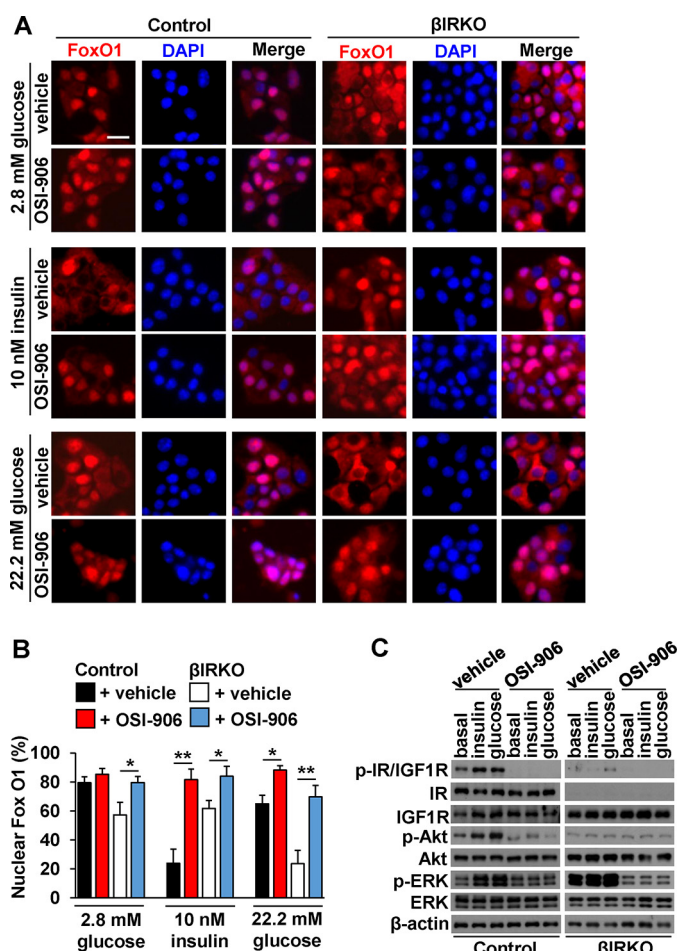 A
Control
βIRKO
FoxO1 DAPI Merge FoxO1 DAPI Merge
2.8 mM glucose
vehicle
OSI-906
10 nM insulin
vehicle
OSI-906
22.2 mM glucose
vehicle
OSI-906
B
Control βIRKO
+ vehicle + vehicle
+ OSI-906 + OSI-906
Nuclear Fox O1 (%)
100
80
60
40
20
0
* ** * * **
2.8 mM glucose
10 nM insulin
22.2 mM glucose
C
vehicle OSI-906 vehicle OSI-906
basal insulin glucose basal insulin glucose basal insulin glucose basal insulin glucose
p-IR/IGF1R
IR
IGF1R
p-Akt
Akt
p-ERK
ERK
β-actin
Control βIRKO